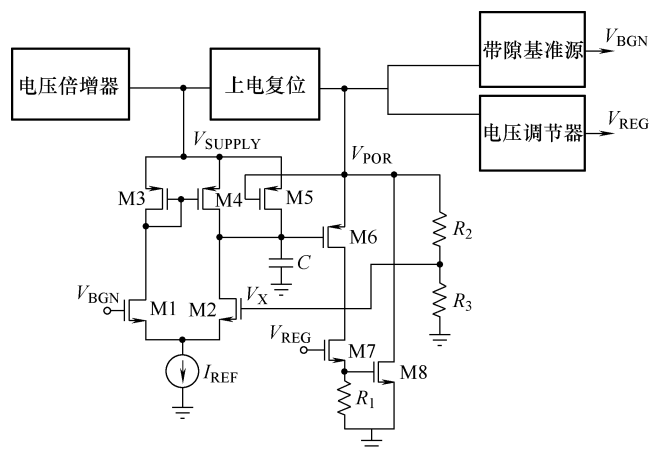 带隙基准源
V_BGN
电压倍增器
上电复位
电压调节器
V_REG
V_SUPPLY
V_POR
M3
M4
M5
M6
R_2
C
V_BGN
M1
M2
V_X
R_3
V_REG
M7
M8
I_REF
R_1